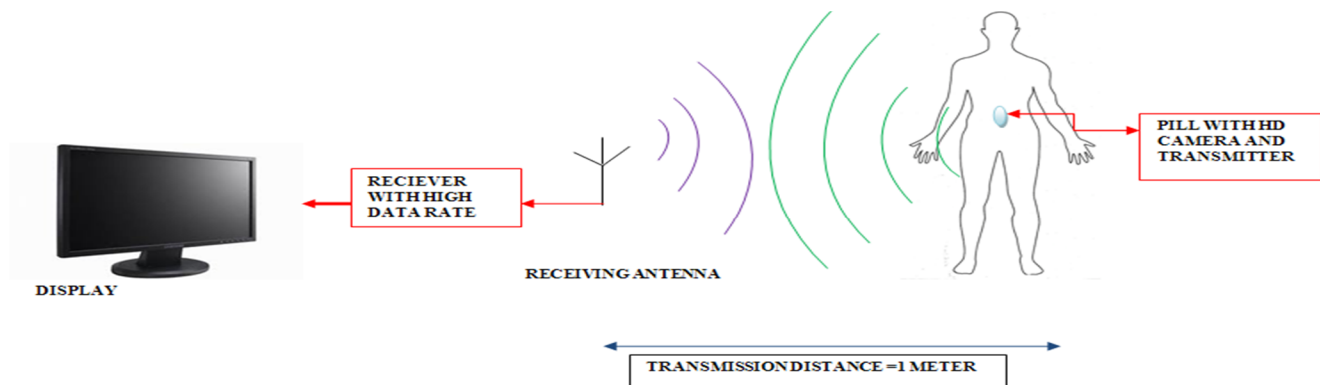 PILL WITH HD
CAMERA AND
TRANSMITTER
RECIEVER
WITH HIGH
DATA RATE
RECEIVING ANTENNA
DISPLAY
TRANSMISSION DISTANCE =1 METER